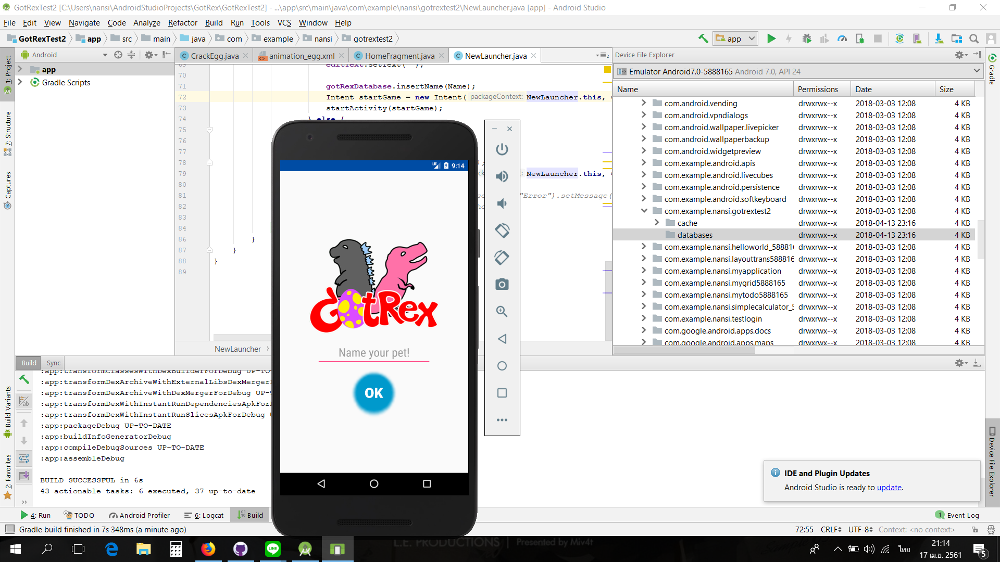 GotRexTest2 [C:\Users\nansi\AndroidStudioProjects\GotRex\GotRexTest2] - ...\app\src\main\java\com\example\nansi\gotrextest2\NewLauncher.java [app] - Android Studio
File Edit View Navigate Code Analyze Refactor Build Run Tools VCS Window Help
GotRexTest2 app src main java com example nansi gotrextest2 app
1: Project
7: Structure
Captures
Build Variants
2: Favorites
Android
app
Gradle Scripts
CrackEgg.java animation_egg.xml HomeFragment.java NewLauncher.java
69 editText.setText(" ");
70
71 gotRexDatabase.insertName(Name);
72 Intent startGame = new Intent( packageContext: NewLauncher.this,
73 startActivity(startGame);
74 } else {
75
76
77
78 );
79 NewLauncher.this,
80
81 "Error").setMessage(
82
83
84
86 }
87 }
88 }
89
NewLauncher
9:14
GotRex
Name your pet!
OK
Device File Explorer
Emulator Android7.0-5888165 Android 7.0, API 24
Name Permissions Date Size
com.android.vending drwxrwx--x 2018-03-03 12:08 4 KB
com.android.vpndialogs drwxrwx--x 2018-03-03 12:08 4 KB
com.android.wallpaper.livepicker drwxrwx--x 2018-03-03 12:08 4 KB
com.android.wallpaperbackup drwxrwx--x 2018-03-03 12:08 4 KB
com.android.widgetpreview drwxrwx--x 2018-03-03 12:08 4 KB
com.example.android.apis drwxrwx--x 2018-03-03 12:08 4 KB
com.example.android.livecubes drwxrwx--x 2018-03-03 12:08 4 KB
com.example.android.persistence drwxrwx--x 2018-03-03 12:08 4 KB
com.example.android.softkeyboard drwxrwx--x 2018-03-03 12:08 4 KB
com.example.nansi.gotrextest2 drwxrwx--x 2018-03-03 12:08 4 KB
cache drwxrwx--x 2018-04-13 23:16 4 KB
databases drwxrwx--x 2018-04-13 23:16 4 KB
com.example.nansi.helloworld_588816 drwxrwx--x 2018-03-03 12:08 4 KB
com.example.nansi.layouttrans588816 drwxrwx--x 2018-03-03 12:08 4 KB
com.example.nansi.myapplication drwxrwx--x 2018-03-03 12:08 4 KB
com.example.nansi.mygrid5888165 drwxrwx--x 2018-03-03 12:08 4 KB
com.example.nansi.mytodo5888165 drwxrwx--x 2018-03-03 12:08 4 KB
com.example.nansi.simplecalculator_5 drwxrwx--x 2018-03-03 12:08 4 KB
com.example.nansi.testlogin drwxrwx--x 2018-03-03 12:08 4 KB
com.google.android.apps.docs drwxrwx--x 2018-03-03 12:08 4 KB
com.google.android.apps.maps drwxrwx--x 2018-03-03 12:08 4 KB
Gradle
Device File Explorer
Build Sync
:app:transformClassesWithDexBuilderForDebug UP-TO-
:app:transformDexArchiveWithExternalLibsDexMergerF
:app:transformDexArchiveWithDexMergerForDebug UP-T
:app:transformDexWithInstantRunDependenciesApkForD
:app:transformDexWithInstantRunSlicesApkForDebug U
:app:packageDebug UP-TO-DATE
:app:buildInfoGeneratorDebug
:app:compileDebugSources UP-TO-DATE
:app:assembleDebug
BUILD SUCCESSFUL in 6s
43 actionable tasks: 6 executed, 37 up-to-date
IDE and Plugin Updates
Android Studio is ready to update.
4: Run TODO Android Profiler 6: Logcat Build 1 Event Log
Gradle build finished in 7s 348ms (a minute ago) 72:55 CRLF UTF-8 Context: <no context>
L.E. PRODUCTIONS | Presented by Miv4t
ไทย
21:14
17 เม.ย. 2561
5